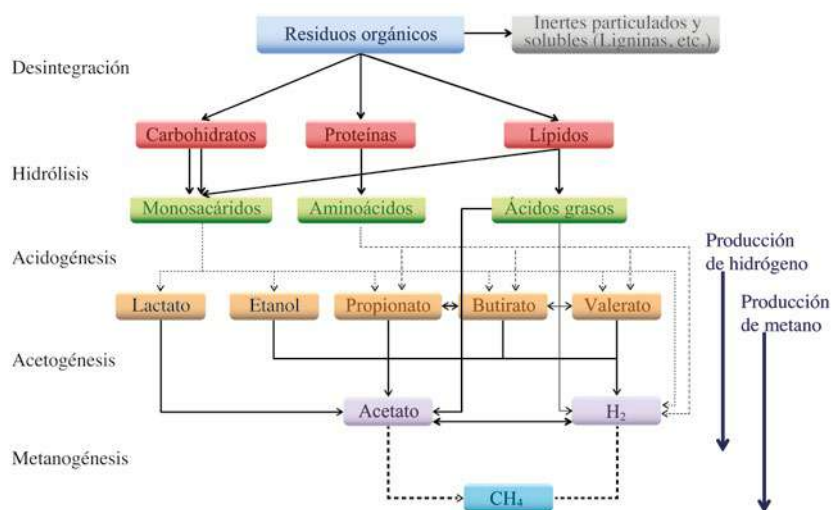 Residuos orgánicos
Inertes particulados y
solubles (Ligninas, etc.)
Desintegración
Carbohidratos
Proteínas
Lípidos
Hidrólisis
Monosacáridos
Aminoácidos
Ácidos grasos
Producción
de hidrógeno
Acidogénesis
Lactato
Etanol
Propionato
Butirato
Valerato
Producción
de metano
Acetogénesis
Acetato
H₂
Metanogénesis
CH₄